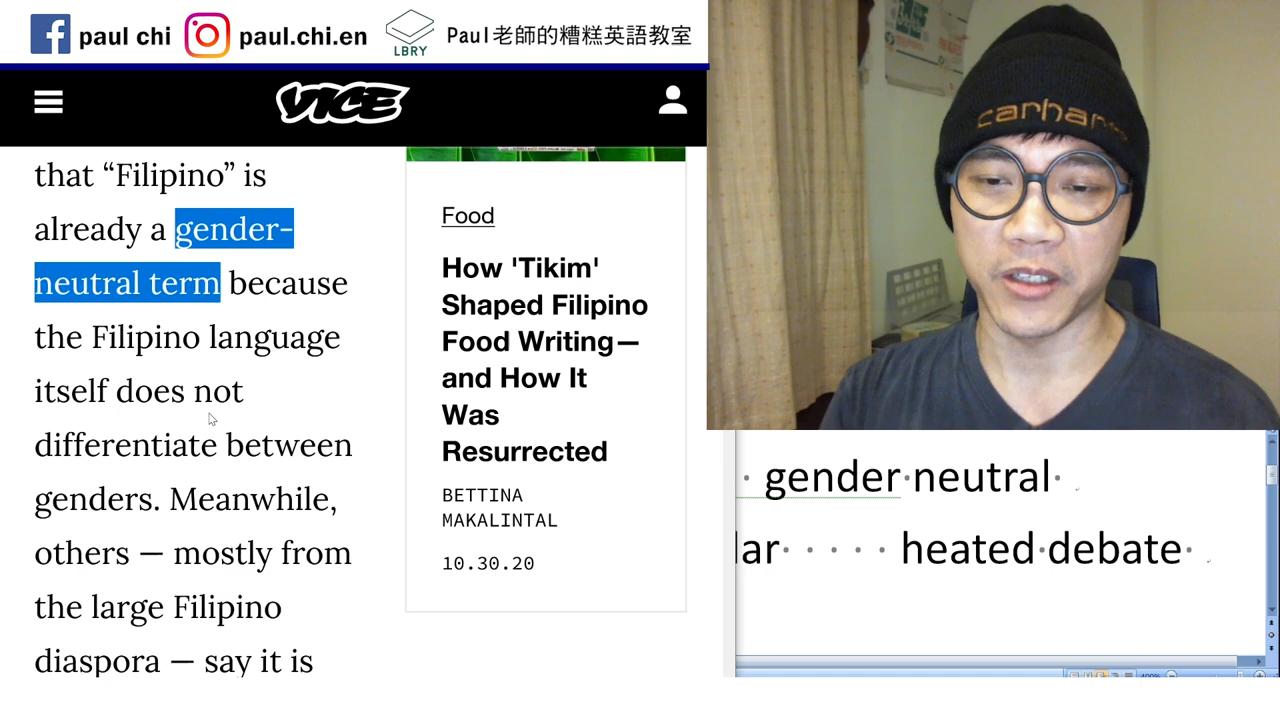 paul chi
paul.chi.en
LBRY
Paul老師的糟糕英語教室
VICE
that “Filipino” is
already a gender-
neutral term because
the Filipino language
itself does not
differentiate between
genders. Meanwhile,
others — mostly from
the large Filipino
diaspora — say it is
Food
How 'Tikim'
Shaped Filipino
Food Writing—
and How It
Was
Resurrected
BETTINA
MAKALINTAL
10.30.20
gender neutral
lar heated debate